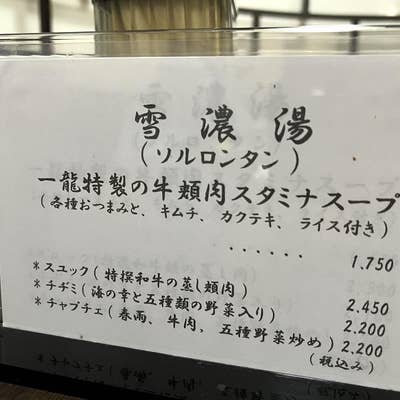 雪濃湯
(ソルロンタン)
一龍特製の牛頬肉スタミナスープ
(各種おつまみと、キムチ、カクテキ、ライス付き)
・・・・・・ 1.750
*スユック(特撰和牛の蒸し頬肉) 2.450
*チヂミ(海の幸と五種類の野菜入り) 2.200
*チャプチェ(春雨、牛肉、五種野菜炒め) 2.200
(税込み)